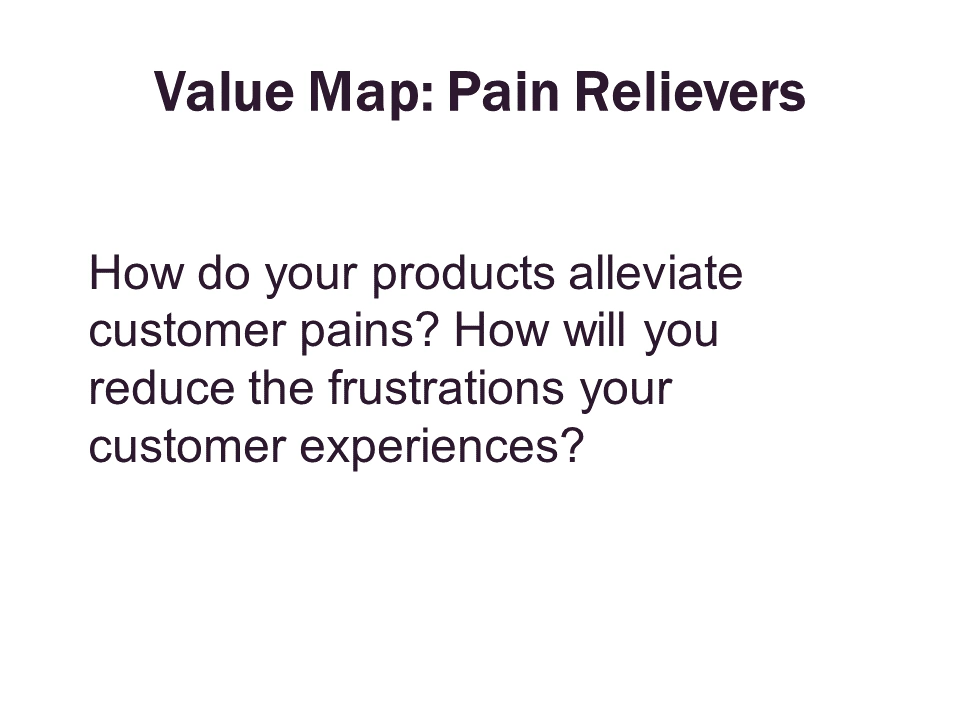 Value Map: Pain Relievers
How do your products alleviate
customer pains? How will you
reduce the frustrations your
customer experiences?